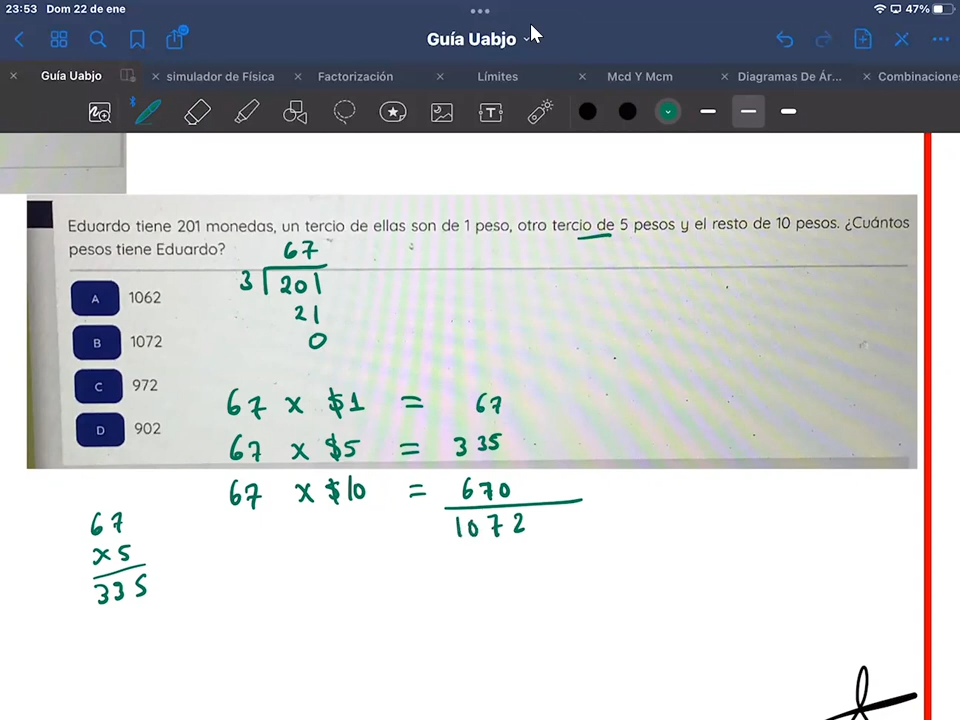 23:53 Dom 22 de ene
47%
Guía Uabjo
Guía Uabjo
simulador de Física
Factorización
Límites
Mcd Y Mcm
Diagramas De Ár...
Combinaciones
Eduardo tiene 201 monedas, un tercio de ellas son de 1 peso, otro tercio de 5 pesos y el resto de 10 pesos. ¿Cuántos
pesos tiene Eduardo?
67
3 201
21
0
A 1062
B 1072
C 972
D 902
67 x $1 = 67
67 x $5 = 335
67 x $10 = 670
1072
67
x 5
335